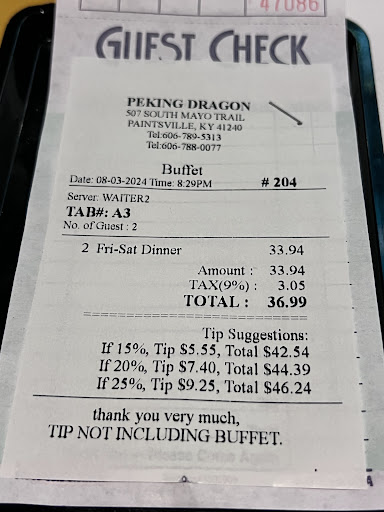 47086
GUEST CHECK
PEKING DRAGON
507 SOUTH MAYO TRAIL
PAINTSVILLE, KY 41240
Tel:606-789-5313
Tel:606-788-0077
Buffet
Date: 08-03-2024 Time: 8:29PM # 204
Server: WAITER2
TAB#: A3
No. of Guest : 2
2 Fri-Sat Dinner 33.94
Amount : 33.94
TAX(9%) : 3.05
TOTAL : 36.99
Tip Suggestions:
If 15%, Tip $5.55, Total $42.54
If 20%, Tip $7.40, Total $44.39
If 25%, Tip $9.25, Total $46.24
thank you very much,
TIP NOT INCLUDING BUFFET.